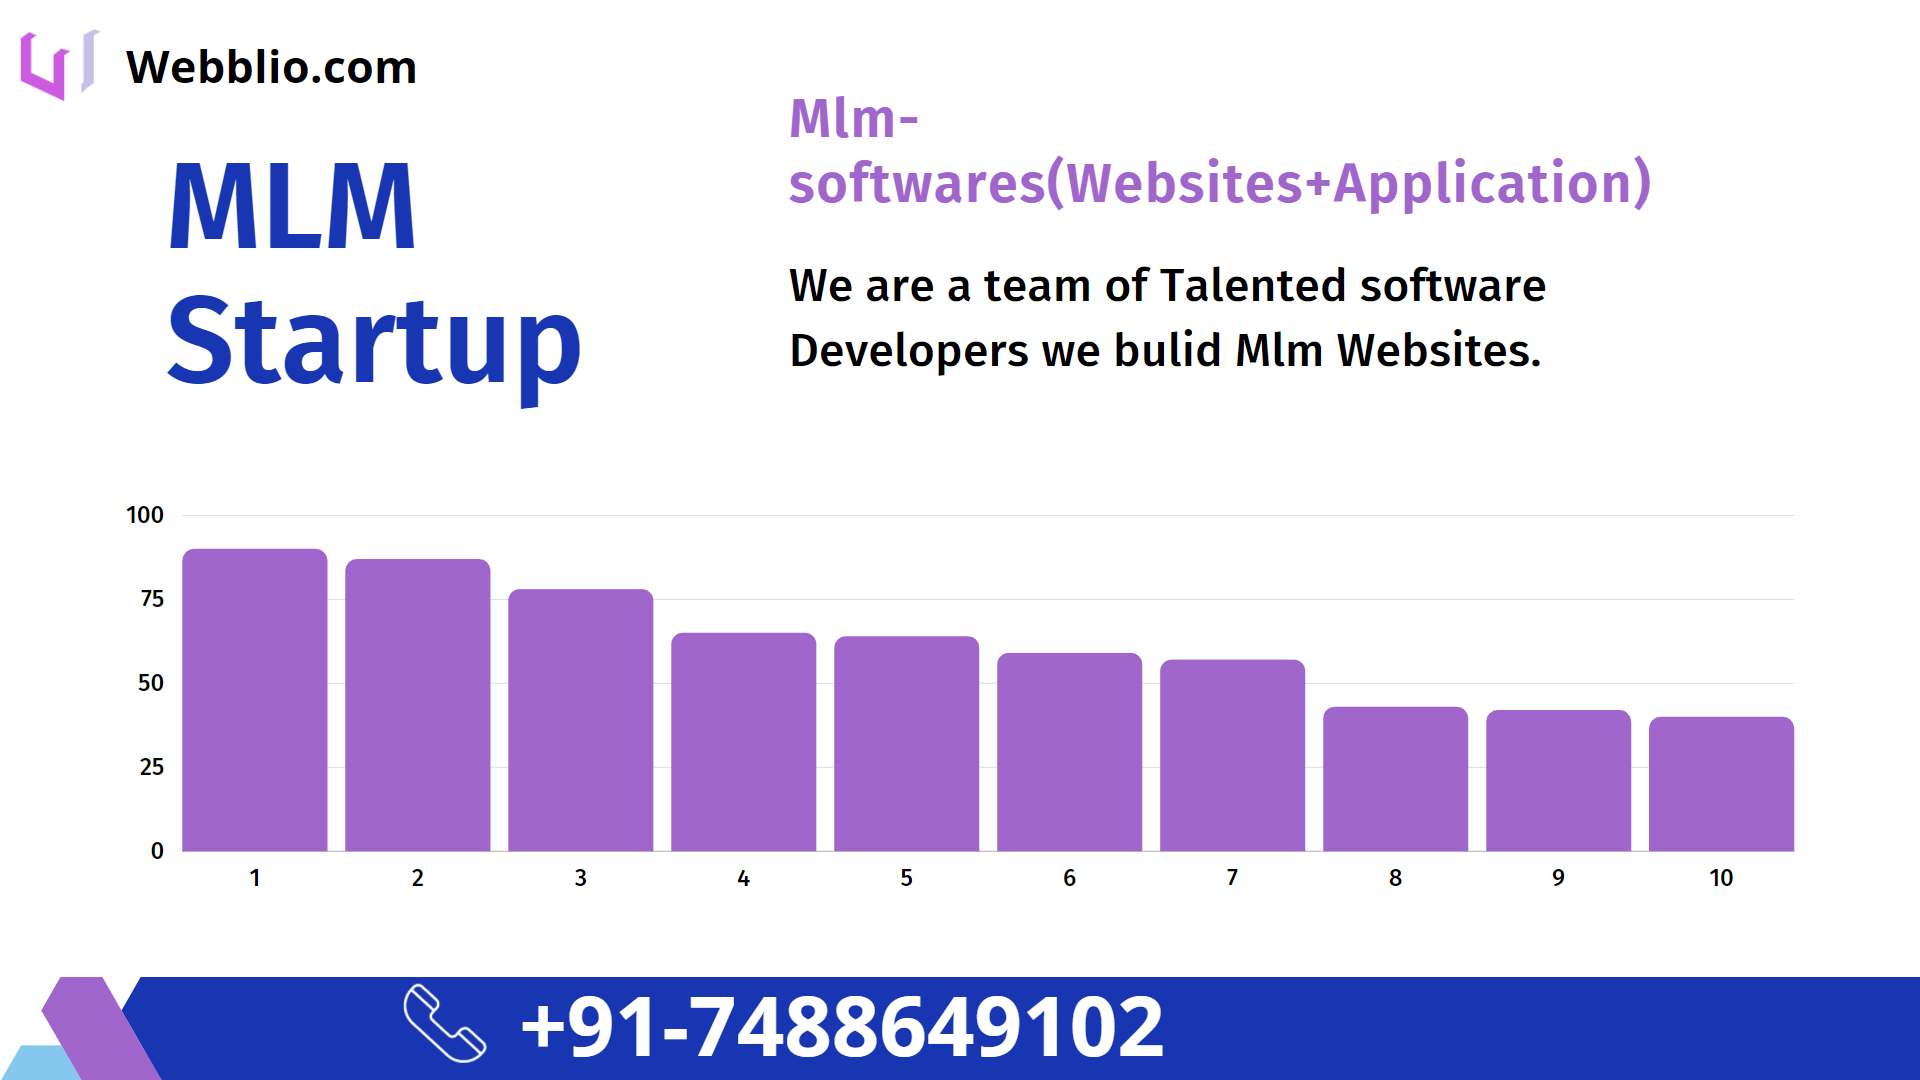 Webblio.com
MLM
Startup
Mlm-
softwares(Websites+Application)
We are a team of Talented software
Developers we bulid Mlm Websites.
100
75
50
25
0
1 2 3 4 5 6 7 8 9 10
+91-7488649102